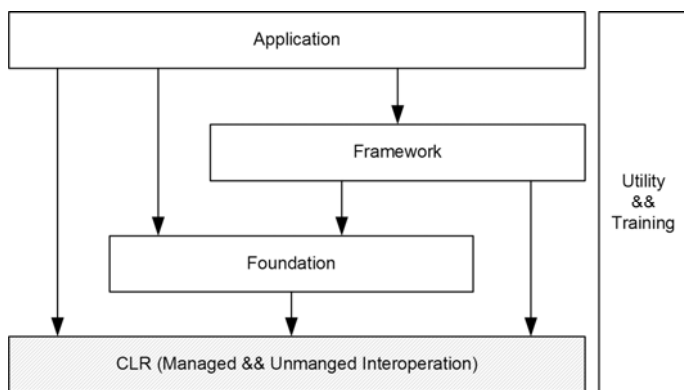 Application
Framework
Utility
&&
Training
Foundation
CLR (Managed && Unmanged Interoperation)